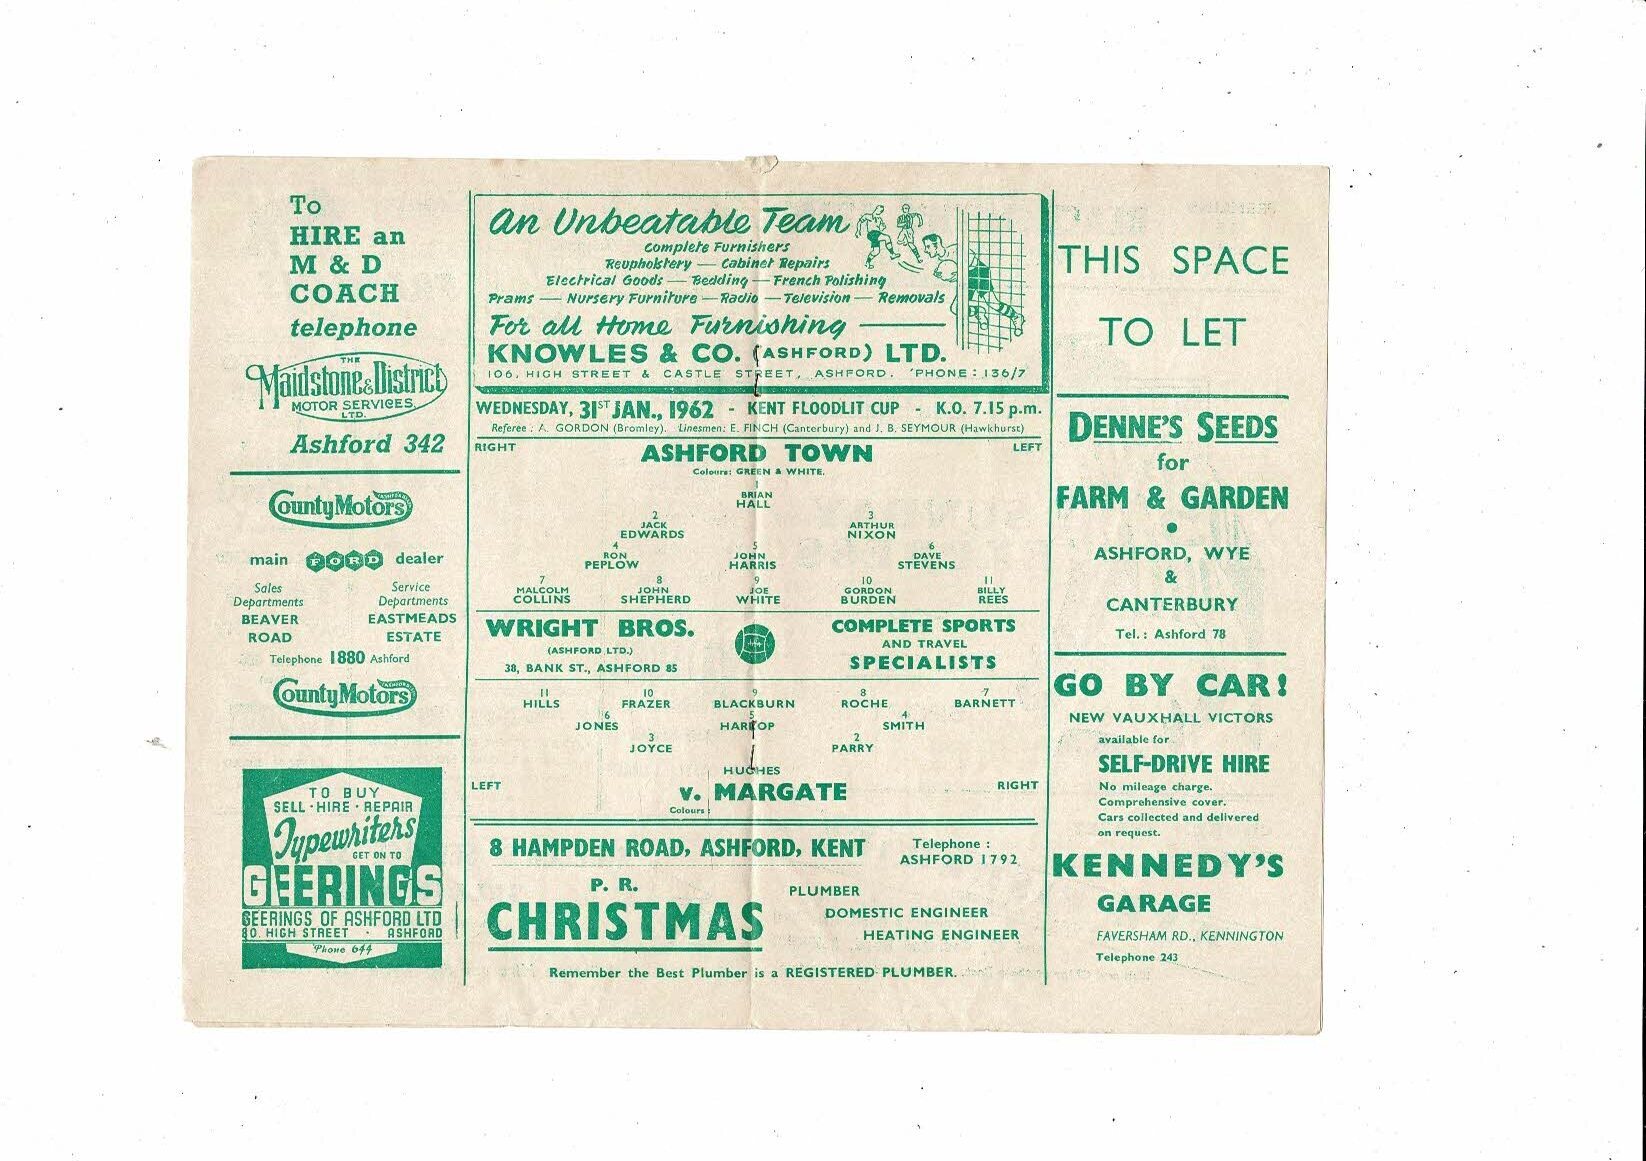 To
HIRE an
M & D
COACH
telephone
THE
Maidstone & District
MOTOR SERVICES
LTD.
Ashford 342
County Motors
main FORD dealer
Sales Departments
BEAVER ROAD
Service Departments
EASTMEADS ESTATE
Telephone 1880 Ashford
County Motors
TO BUY
SELL · HIRE · REPAIR
Typewriters
GET ON TO
GEERINGS
GEERINGS OF ASHFORD LTD
80. HIGH STREET · ASHFORD
'Phone 644
An Unbeatable Team
Complete Furnishers
Reupholstery — Cabinet Repairs
Electrical Goods — Bedding — French Polishing
Prams — Nursery Furniture — Radio — Television — Removals
For all Home Furnishing
KNOWLES & CO. (ASHFORD) LTD.
106, HIGH STREET & CASTLE STREET, ASHFORD. 'PHONE : 136/7
WEDNESDAY, 31ST JAN., 1962 - KENT FLOODLIT CUP - K.O. 7.15 p.m.
Referee : A. GORDON (Bromley). Linesmen: E. FINCH (Canterbury) and J. B. SEYMOUR (Hawkhurst)
RIGHT ASHFORD TOWN LEFT
Colours: GREEN & WHITE.
1
BRIAN
HALL
2 3
JACK ARTHUR
EDWARDS NIXON
4 5 6
RON JOHN DAVE
PEPLOW HARRIS STEVENS
7 8 9 10 11
MALCOLM JOHN JOE GORDON BILLY
COLLINS SHEPHERD WHITE BURDEN REES
WRIGHT BROS.
(ASHFORD LTD.)
38, BANK ST., ASHFORD 85
COMPLETE SPORTS
AND TRAVEL
SPECIALISTS
11 10 9 8 7
HILLS FRAZER BLACKBURN ROCHE BARNETT
6 5 4
JONES HARROP SMITH
3 2
JOYCE PARRY
HUGHES
LEFT v. MARGATE RIGHT
Colours :
8 HAMPDEN ROAD, ASHFORD, KENT
Telephone :
ASHFORD 1792
P. R.
CHRISTMAS
PLUMBER
DOMESTIC ENGINEER
HEATING ENGINEER
Remember the Best Plumber is a REGISTERED PLUMBER.
THIS SPACE
TO LET
DENNE'S SEEDS
for
FARM & GARDEN
ASHFORD, WYE
&
CANTERBURY
Tel. : Ashford 78
GO BY CAR!
NEW VAUXHALL VICTORS
available for
SELF-DRIVE HIRE
No mileage charge.
Comprehensive cover.
Cars collected and delivered
on request.
KENNEDY'S
GARAGE
FAVERSHAM RD., KENNINGTON
Telephone 243